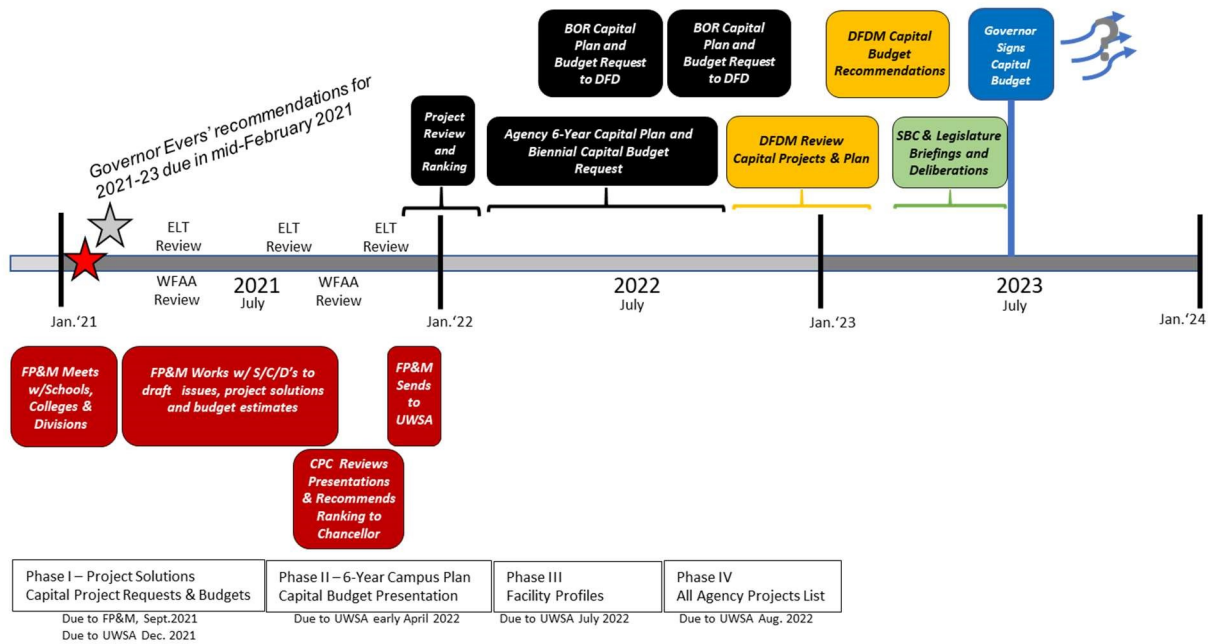 BOR Capital
Plan and
Budget Request
to DFD
BOR Capital
Plan and
Budget Request
to DFD
DFDM Capital
Budget
Recommendations
Governor
Signs
Capital
Budget
?
Governor Evers' recommendations for
2021-23 due in mid-February 2021
Project
Review
and
Ranking
Agency 6-Year Capital Plan and
Biennial Capital Budget
Request
DFDM Review
Capital Projects & Plan
SBC & Legislature
Briefings and
Deliberations
ELT
Review
ELT
Review
ELT
Review
WFAA
Review
2021
July
WFAA
Review
2022
July
2023
July
Jan.'21
Jan.'22
Jan.'23
Jan.'24
FP&M Meets
w/Schools,
Colleges &
Divisions
FP&M Works w/ S/C/D's to
draft issues, project solutions
and budget estimates
FP&M
Sends
to
UWSA
CPC Reviews
Presentations
& Recommends
Ranking to
Chancellor
Phase I – Project Solutions
Capital Project Requests & Budgets
Due to FP&M, Sept.2021
Due to UWSA Dec. 2021
Phase II – 6-Year Campus Plan
Capital Budget Presentation
Due to UWSA early April 2022
Phase III
Facility Profiles
Due to UWSA July 2022
Phase IV
All Agency Projects List
Due to UWSA Aug. 2022